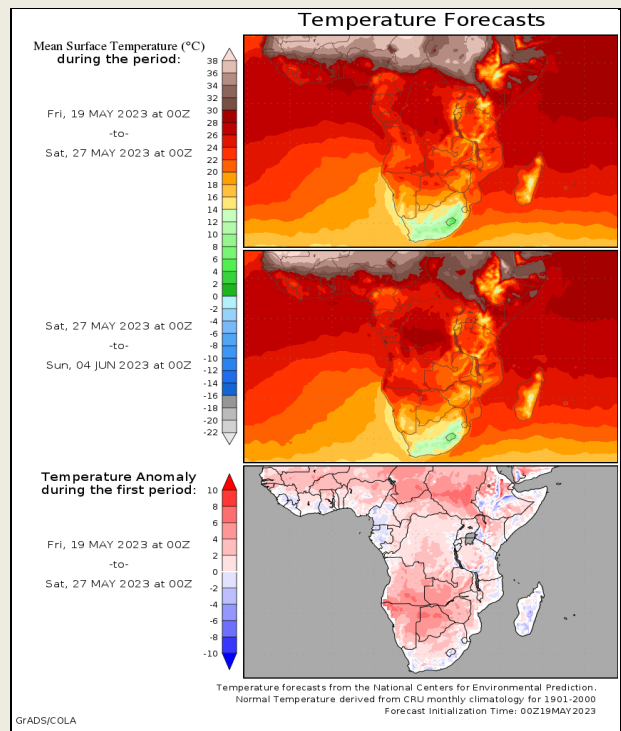 Temperature Forecasts
Mean Surface Temperature (°C)
during the period:
Fri, 19 MAY 2023 at 00Z
-to-
Sat, 27 MAY 2023 at 00Z
38
36
34
32
30
28
26
24
22
20
18
16
14
12
10
8
6
4
2
0
-2
-4
-6
-8
-10
-12
-14
-16
-18
-20
-22
Sat, 27 MAY 2023 at 00Z
-to-
Sun, 04 JUN 2023 at 00Z
Temperature Anomaly
during the first period:
Fri, 19 MAY 2023 at 00Z
-to-
Sat, 27 MAY 2023 at 00Z
10
8
6
4
2
0
-2
-4
-6
-8
-10
Temperature forecasts from the National Centers for Environmental Prediction.
Normal Temperature derived from CRU monthly climatology for 1901-2000
Forecast Initialization Time: 00Z19MAY2023
GrADS/COLA